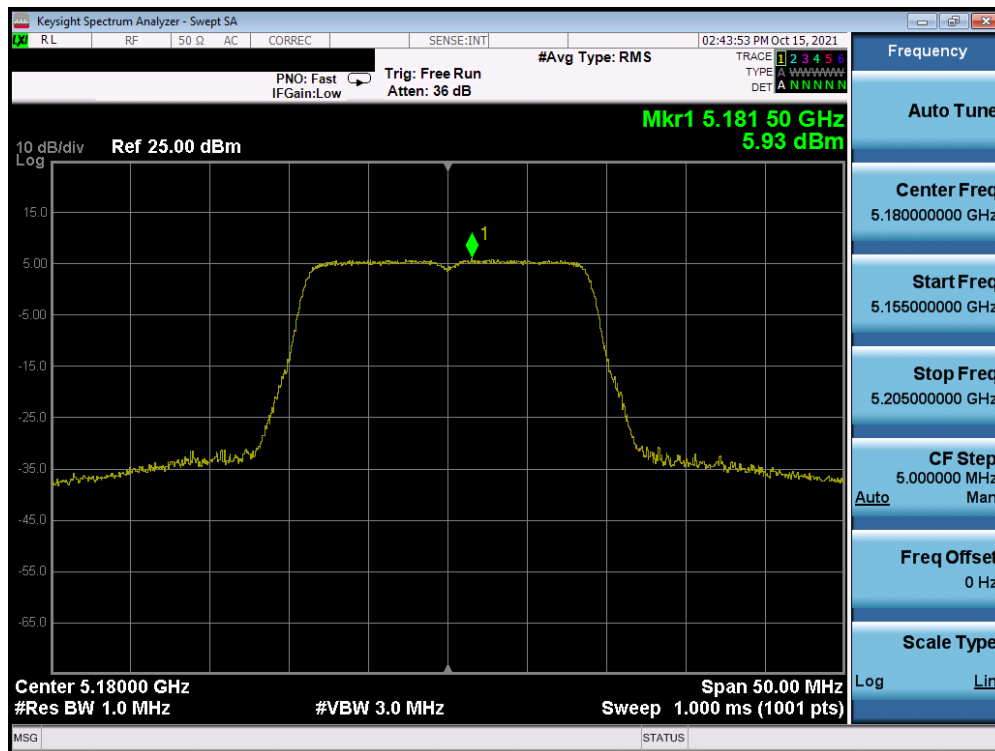 Keysight Spectrum Analyzer - Swept SA
LXI RL RF 50 Ω AC CORREC SENSE:INT 02:43:53 PM Oct 15, 2021
#Avg Type: RMS
TRACE 1 2 3 4 5 6
PNO: Fast Trig: Free Run
TYPE A WWWWW
IFGain:Low Atten: 36 dB
DET A N N N N N
Mkr1 5.181 50 GHz
5.93 dBm
10 dB/div Ref 25.00 dBm
Log
15.0
1
5.00
-5.00
-15.0
-25.0
-35.0
-45.0
-55.0
-65.0
Center 5.18000 GHz Span 50.00 MHz
#Res BW 1.0 MHz #VBW 3.0 MHz Sweep 1.000 ms (1001 pts)
MSG STATUS
Frequency
Auto Tune
Center Freq
5.180000000 GHz
Start Freq
5.155000000 GHz
Stop Freq
5.205000000 GHz
CF Step
5.000000 MHz
Auto Man
Freq Offset
0 Hz
Scale Type
Log Lin